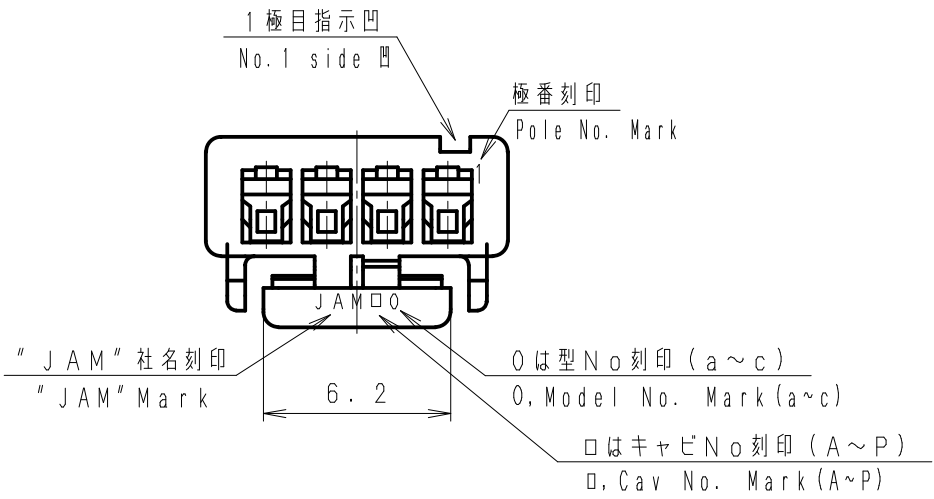 1極目指示凹
No.1 side 凹
極番刻印
Pole No. Mark
1
JAM□O
"JAM"社名刻印
"JAM"Mark
6.2
Oは型No刻印(a～c)
O,Model No. Mark(a~c)
□はキャビNo刻印(A～P)
□,Cav No. Mark(A~P)